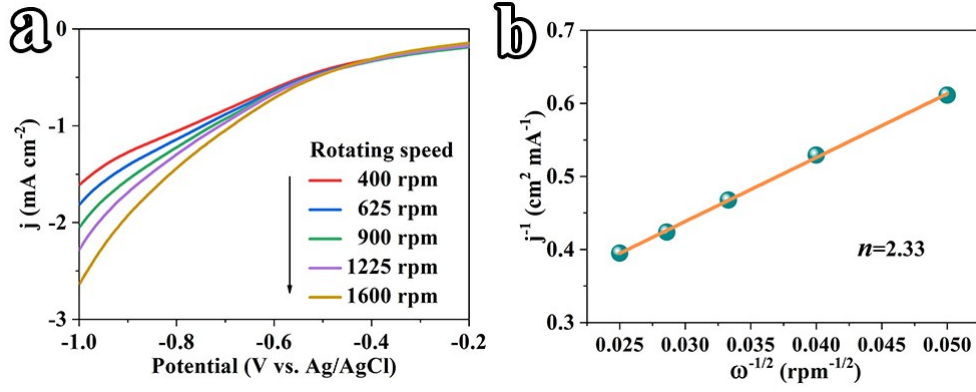 a
0
-1
-2
-3
j (mA cm⁻²)
Rotating speed
400 rpm
625 rpm
900 rpm
1225 rpm
1600 rpm
-1.0 -0.8 -0.6 -0.4 -0.2
Potential (V vs. Ag/AgCl)
b
0.7
0.6
0.5
0.4
0.3
j⁻¹ (cm² mA⁻¹)
n=2.33
0.025 0.030 0.035 0.040 0.045 0.050
ω⁻¹/² (rpm⁻¹/²)